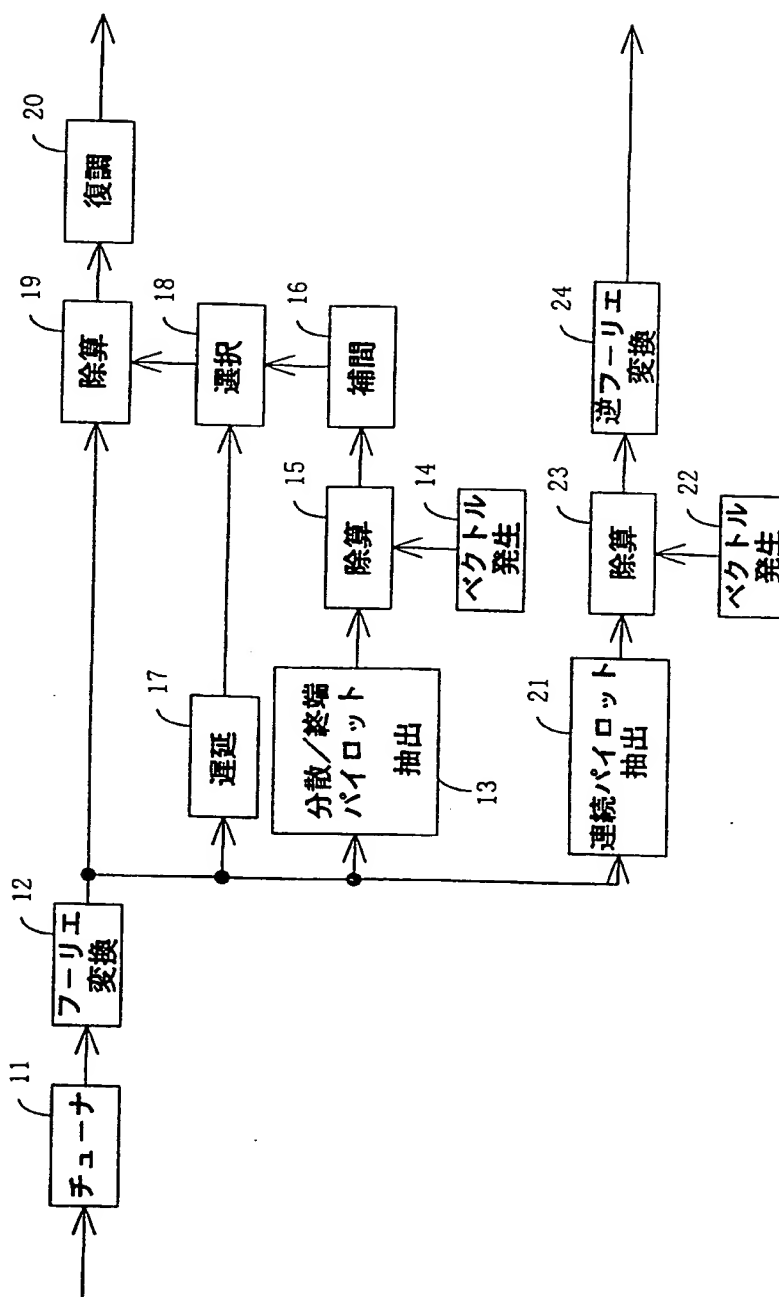 11
チューナ
12
フーリエ
変換
17
遅延
分散/終端
パイロット
抽出
13
21
連続パイロット
抽出
15
除算
14
ベクトル
発生
23
除算
22
ベクトル
発生
16
補間
18
選択
19
除算
20
復調
24
逆フーリエ
変換